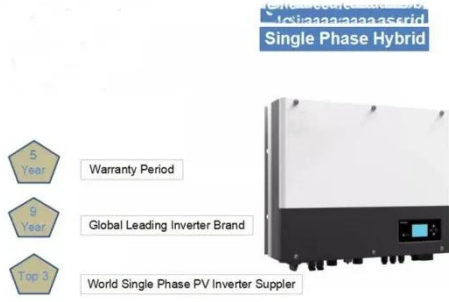 Single Phase Hybrid
5
Year
Warranty Period
9
Year
Global Leading Inverter Brand
Top 3
World Single Phase PV Inverter Suppler